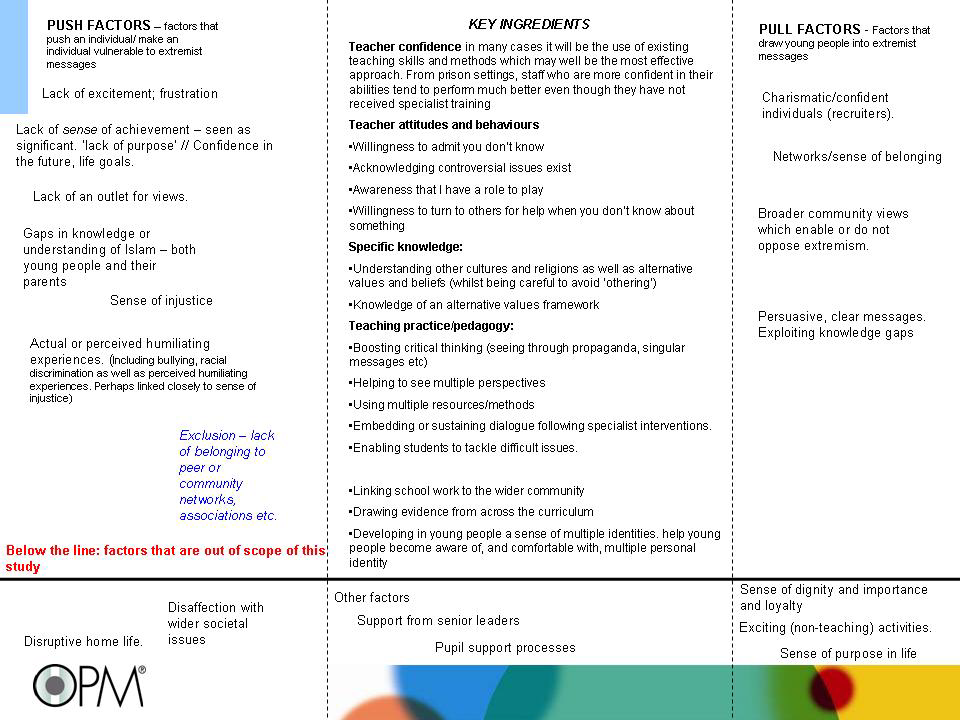 PUSH FACTORS – factors that
push an individual/ make an
individual vulnerable to extremist
messages
Lack of excitement; frustration
Lack of sense of achievement – seen as
significant. ‘lack of purpose’ // Confidence in
the future, life goals.
Lack of an outlet for views.
Gaps in knowledge or
understanding of Islam – both
young people and their
parents
Sense of injustice
Actual or perceived humiliating
experiences. (Including bullying, racial
discrimination as well as perceived humiliating
experiences. Perhaps linked closely to sense of
injustice)
Exclusion – lack
of belonging to
peer or
community
networks,
associations etc.
Below the line: factors that are out of scope of this
study
KEY INGREDIENTS
Teacher confidence in many cases it will be the use of existing
teaching skills and methods which may well be the most effective
approach. From prison settings, staff who are more confident in their
abilities tend to perform much better even though they have not
received specialist training
Teacher attitudes and behaviours
•Willingness to admit you don’t know
•Acknowledging controversial issues exist
•Awareness that I have a role to play
•Willingness to turn to others for help when you don’t know about
something
Specific knowledge:
•Understanding other cultures and religions as well as alternative
values and beliefs (whilst being careful to avoid ‘othering’)
•Knowledge of an alternative values framework
Teaching practice/pedagogy:
•Boosting critical thinking (seeing through propaganda, singular
messages etc)
•Helping to see multiple perspectives
•Using multiple resources/methods
•Embedding or sustaining dialogue following specialist interventions.
•Enabling students to tackle difficult issues.
•Linking school work to the wider community
•Drawing evidence from across the curriculum
•Developing in young people a sense of multiple identities. help young
people become aware of, and comfortable with, multiple personal
identity
PULL FACTORS - Factors that
draw young people into extremist
messages
Charismatic/confident
individuals (recruiters).
Networks/sense of belonging
Broader community views
which enable or do not
oppose extremism.
Persuasive, clear messages.
Exploiting knowledge gaps
Disaffection with
wider societal
issues
Disruptive home life.
Other factors
Support from senior leaders
Pupil support processes
Sense of dignity and importance
and loyalty
Exciting (non-teaching) activities.
Sense of purpose in life
OPM®